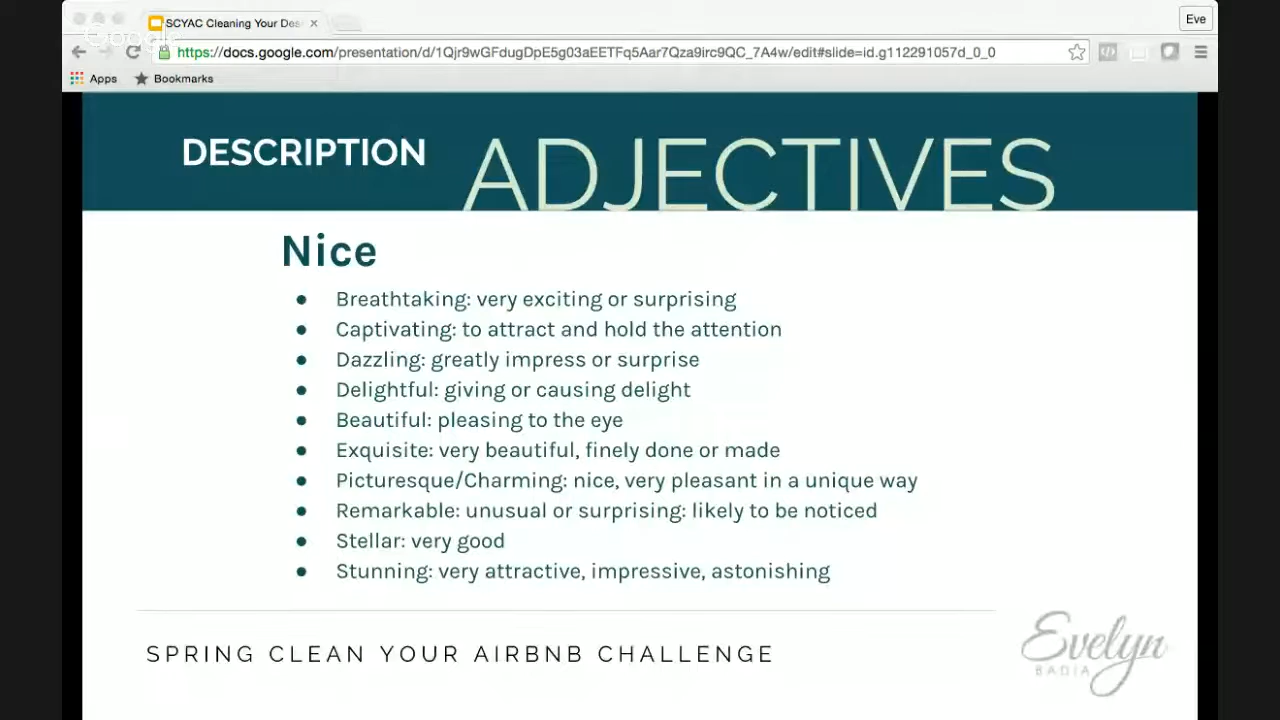 SCYAC Cleaning Your Des
Eve
Google
https://docs.google.com/presentation/d/1Qjr9wGFdugDpE5g03aEETFq5Aar7Qza9irc9QC_7A4w/edit#slide=id.g112291057d_0_0
Apps
Bookmarks
DESCRIPTION ADJECTIVES
Nice
• Breathtaking: very exciting or surprising
• Captivating: to attract and hold the attention
• Dazzling: greatly impress or surprise
• Delightful: giving or causing delight
• Beautiful: pleasing to the eye
• Exquisite: very beautiful, finely done or made
• Picturesque/Charming: nice, very pleasant in a unique way
• Remarkable: unusual or surprising: likely to be noticed
• Stellar: very good
• Stunning: very attractive, impressive, astonishing
SPRING CLEAN YOUR AIRBNB CHALLENGE
Evelyn
BADIA